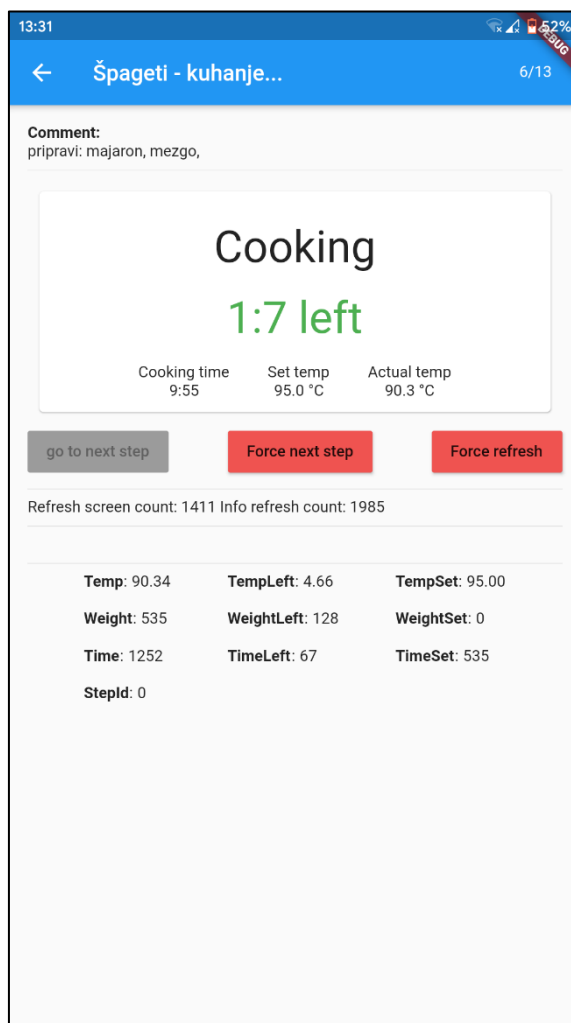 13:31 52%
DEBUG
Špageti - kuhanje... 6/13
Comment:
pripravi: majaron, mezgo,
Cooking
1:7 left
Cooking time Set temp Actual temp
9:55 95.0 °C 90.3 °C
go to next step Force next step Force refresh
Refresh screen count: 1411 Info refresh count: 1985
Temp: 90.34 TempLeft: 4.66 TempSet: 95.00
Weight: 535 WeightLeft: 128 WeightSet: 0
Time: 1252 TimeLeft: 67 TimeSet: 535
StepId: 0